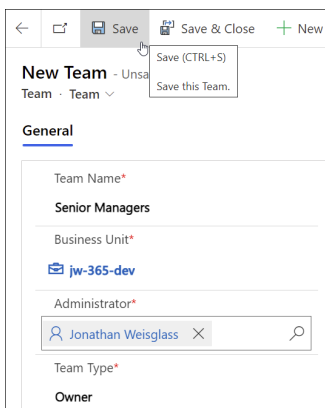 Save
Save & Close
New
Save (CTRL+S)
Save this Team.
New Team - Unsa
Team · Team
General
Team Name*
Senior Managers
Business Unit*
jw-365-dev
Administrator*
Jonathan Weisglass
Team Type*
Owner